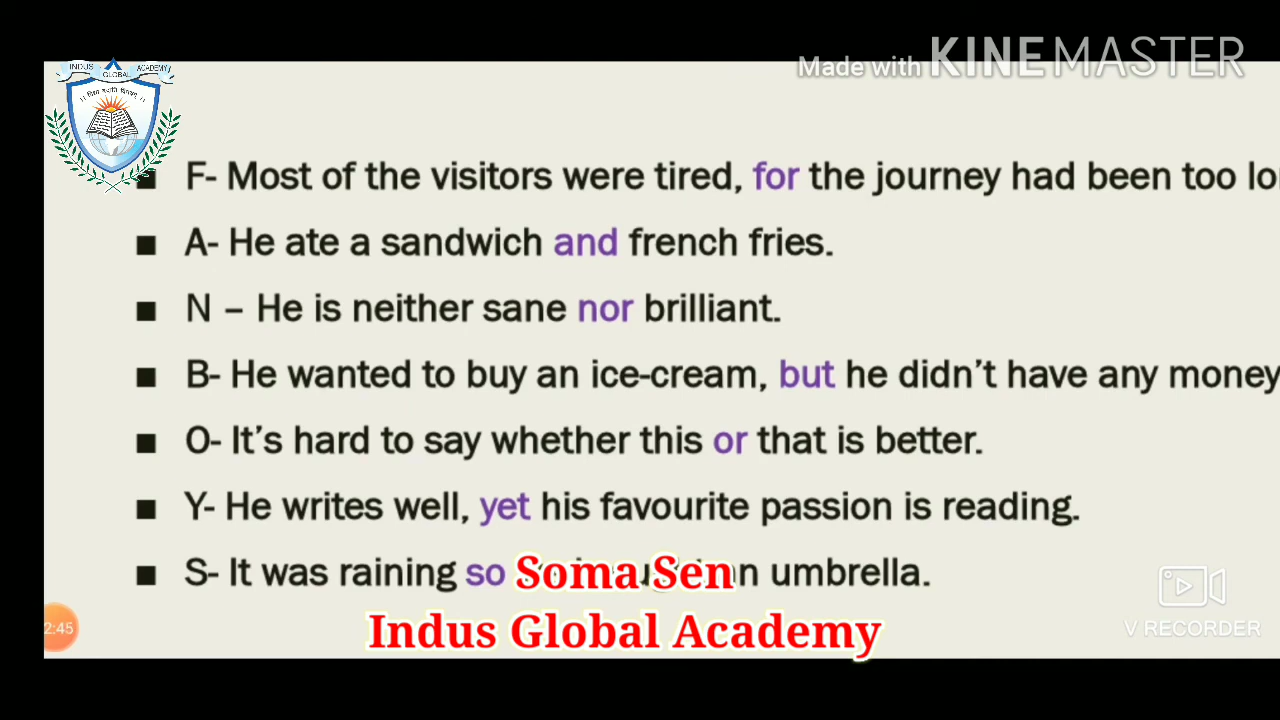 INDUS GLOBAL ACADEMY
Made with KINEMASTER
F- Most of the visitors were tired, for the journey had been too
■ A- He ate a sandwich and french fries.
■ N – He is neither sane nor brilliant.
■ B- He wanted to buy an ice-cream, but he didn't have any money
■ O- It's hard to say whether this or that is better.
■ Y- He writes well, yet his favourite passion is reading.
■ S- It was raining so umbrella.
Soma Sen
Indus Global Academy
2:45
V RECORDER